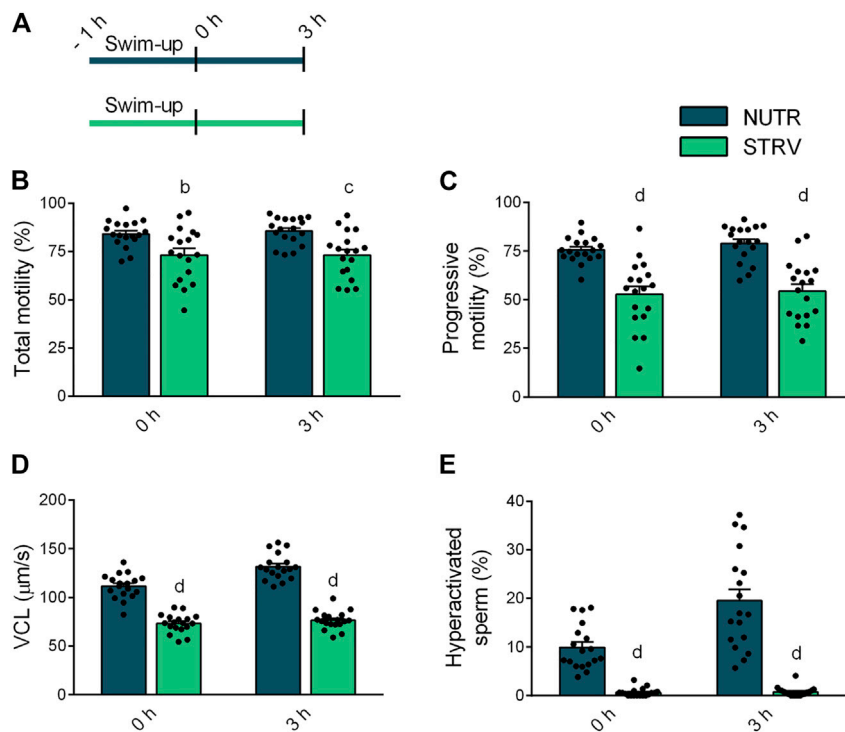 A
- 1 h
0 h
3 h
Swim-up
Swim-up
NUTR
STRV
B
Total motility (%)
100
75
50
25
0
b
c
0 h
3 h
C
Progressive
motility (%)
100
75
50
25
0
d
d
0 h
3 h
D
VCL (μm/s)
200
150
100
50
0
d
d
0 h
3 h
E
Hyperactivated
sperm (%)
40
30
20
10
0
d
d
0 h
3 h